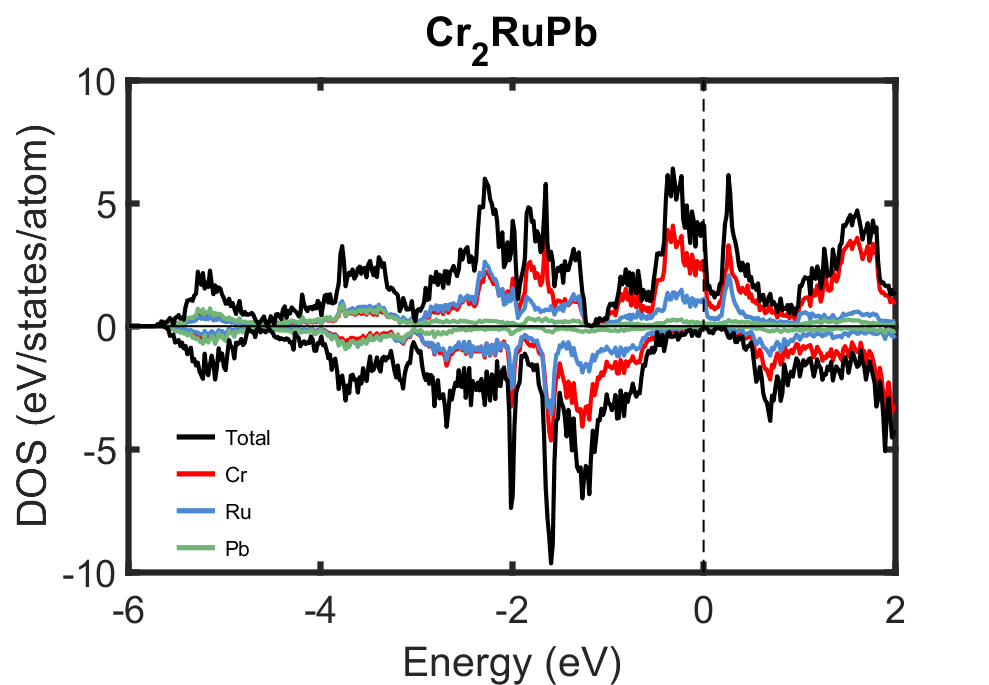 Cr₂RuPb
10
5
0
-5
-10
DOS (eV/states/atom)
Total
Cr
Ru
Pb
-6 -4 -2 0 2
Energy (eV)